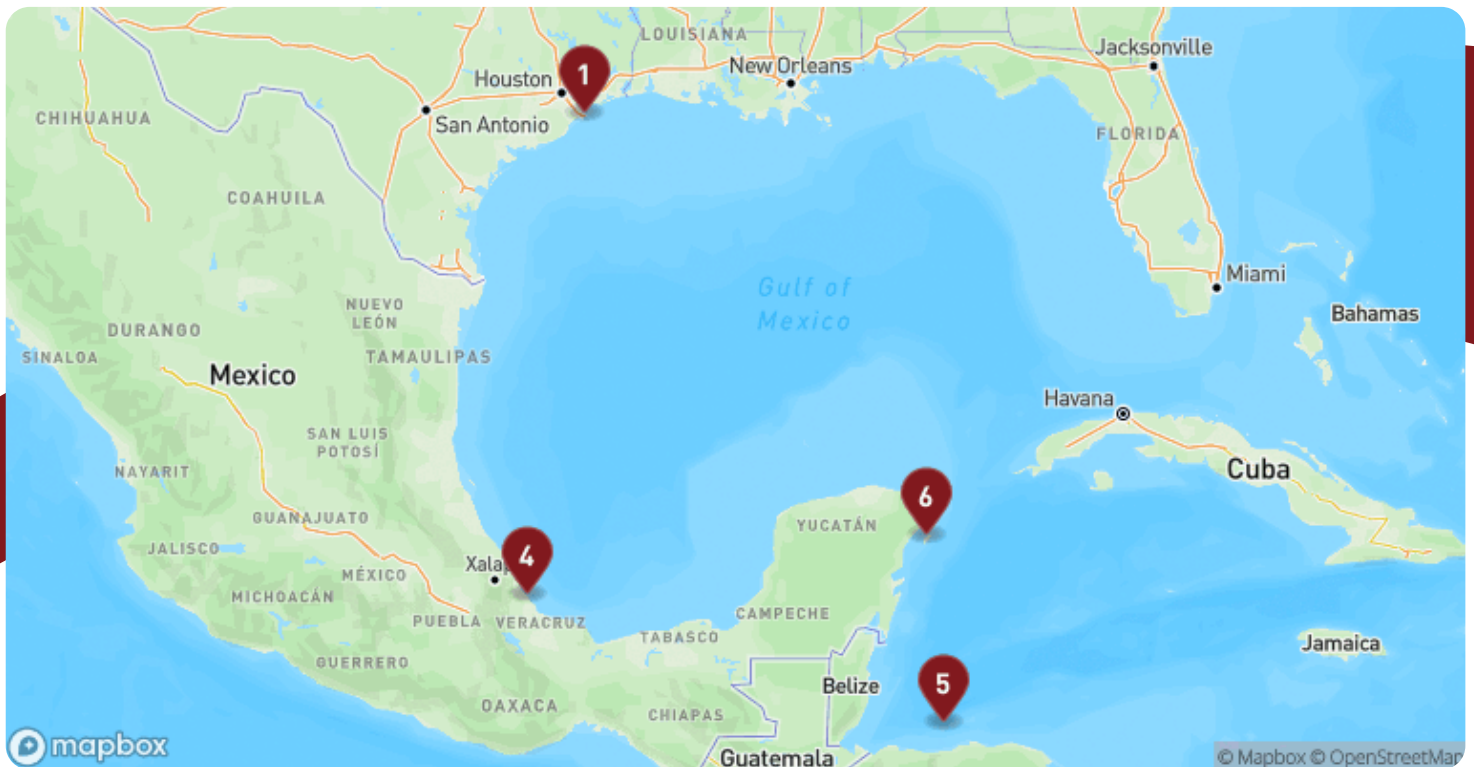 LOUISIANA
Jacksonville
New Orleans
Houston
1
San Antonio
CHIHUAHUA
FLORIDA
COAHUILA
Miami
Gulf of
Mexico
NUEVO
LEÓN
Bahamas
DURANGO
SINALOA
TAMAULIPAS
Mexico
Havana
SAN LUIS
POTOSÍ
NAYARIT
Cuba
6
GUANAJUATO
YUCATÁN
JALISCO
4
Xalap
MÉXICO
MICHOACÁN
PUEBLA
VERACRUZ
CAMPECHE
TABASCO
Jamaica
GUERRERO
Belize
5
OAXACA
CHIAPAS
mapbox
Guatemala
© Mapbox © OpenStreetMap